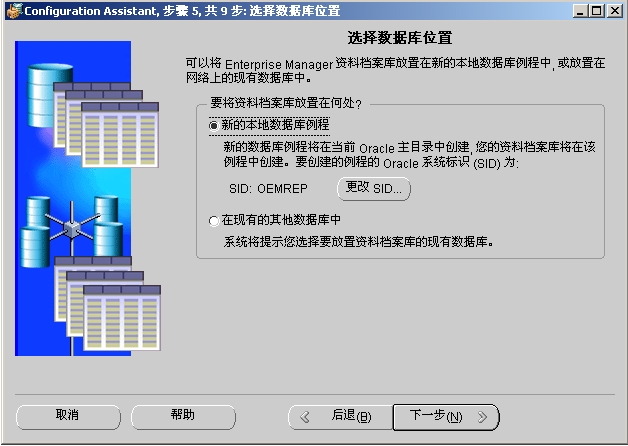 Configuration Assistant, 步骤 5, 共 9 步: 选择数据库位置
选择数据库位置
可以将 Enterprise Manager 资料档案库放置在新的本地数据库例程中, 或放置在
网络上的现有数据库中。
要将资料档案库放置在何处?
新的本地数据库例程
新的数据库例程将在当前 Oracle 主目录中创建, 您的资料档案库将在该
例程中创建。要创建的例程的 Oracle 系统标识 (SID) 为:
SID: OEMREP 更改 SID...
在现有的其他数据库中
系统将提示您选择要放置资料档案库的现有数据库。
取消 帮助 后退(B) 下一步(N)